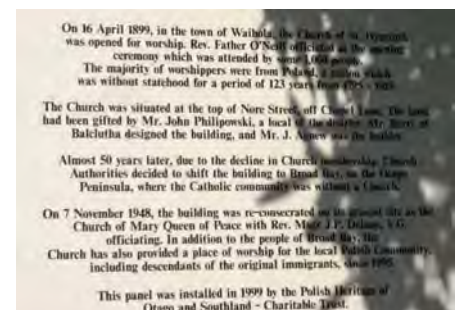 On 16 April 1899, in the town of Waihola, the Church of St. Hyacinth
was opened for worship. Rev. Father O'Neill officiated at the opening
ceremony which was attended by some 1,000 people.
The majority of worshippers were from Poland, a nation which
was without statehood for a period of 123 years from 1795 - 1918.
The Church was situated at the top of Nore Street, off Chapel Lane. The land
had been gifted by Mr. John Philipowski, a local of the district. Mr.
Balclutha designed the building, and Mr. J. Agnew was the builder.
Almost 50 years later, due to the decline in Church membership, Church
Authorities decided to shift the building to Broad Bay, on the Otago
Peninsula, where the Catholic community was without a Church.
On 7 November 1948, the building was re-consecrated on its present site as the
Church of Mary Queen of Peace with Rev. J.P. Delany, V.G.
officiating. In addition to the people of Broad Bay, the
Church has also provided a place of worship for the local Polish Community,
including descendants of the original immigrants, since 1995.
This panel was installed in 1999 by the Polish Heritage of
Otago and Southland - Charitable Trust.